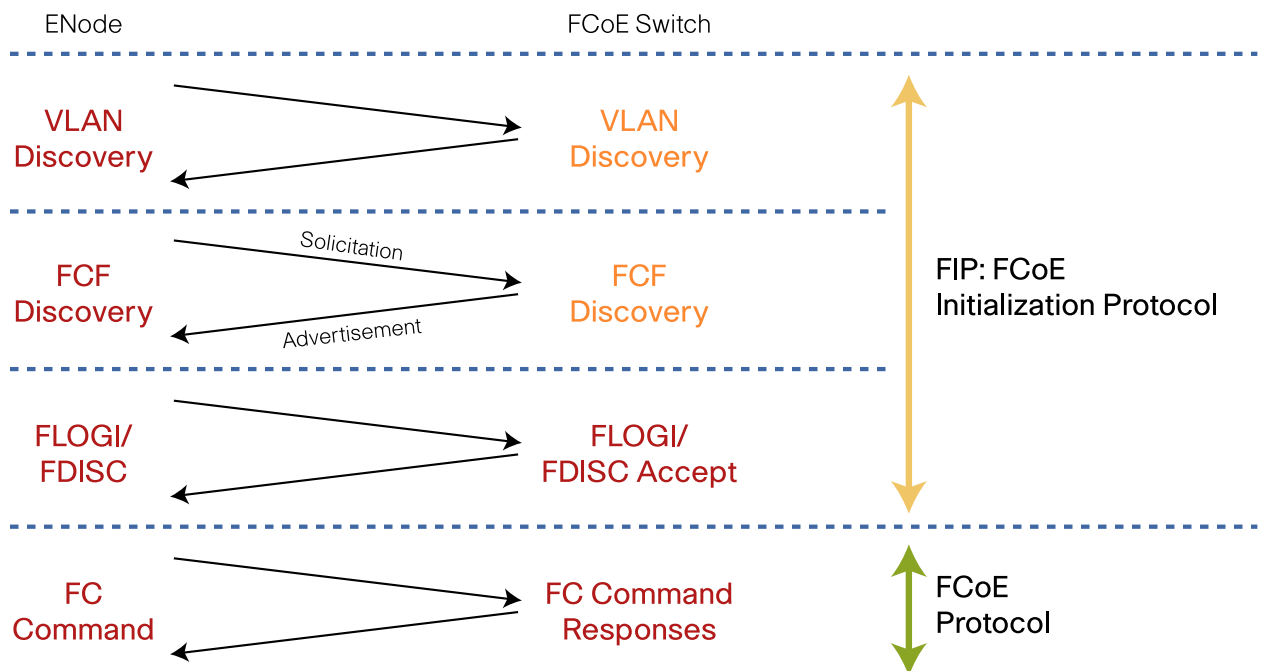 ENode
FCoE Switch
VLAN
Discovery
VLAN
Discovery
Solicitation
FCF
Discovery
FCF
Discovery
Advertisement
FIP: FCoE
Initialization Protocol
FLOGI/
FDISC
FLOGI/
FDISC Accept
FC
Command
FC Command
Responses
FCoE
Protocol